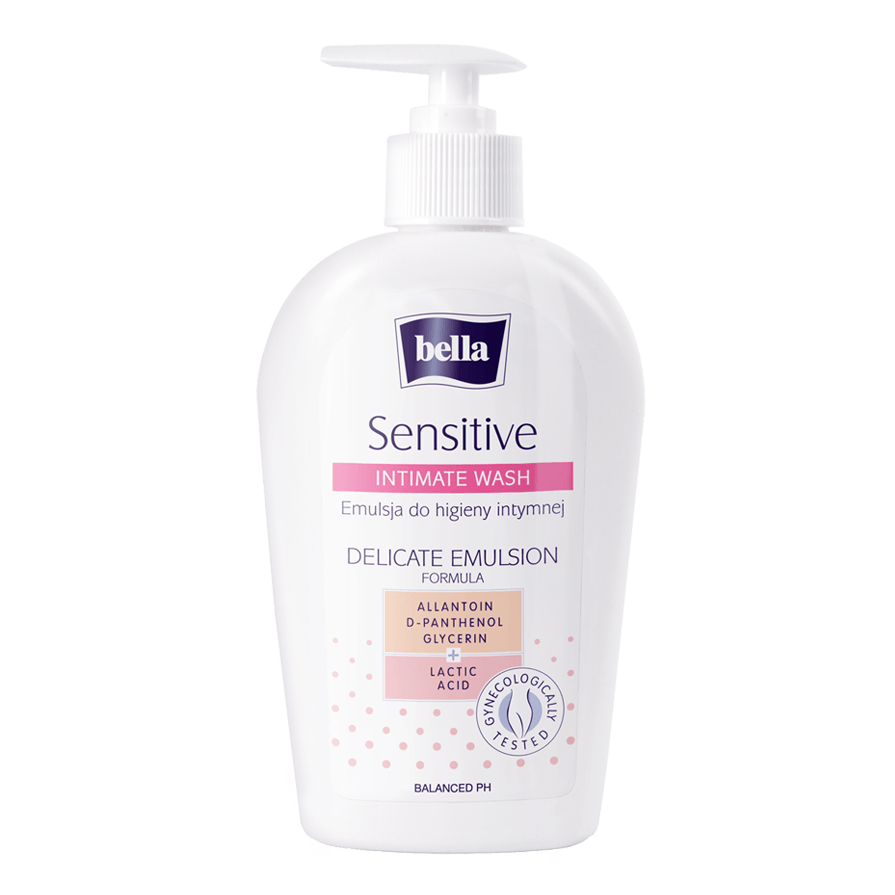 bella
Sensitive
INTIMATE WASH
Emulsja do higieny intymnej
DELICATE EMULSION
FORMULA
ALLANTOIN
D-PANTHENOL
GLYCERIN
+
LACTIC
ACID
GYNECOLOGICALLY
TESTED
BALANCED PH